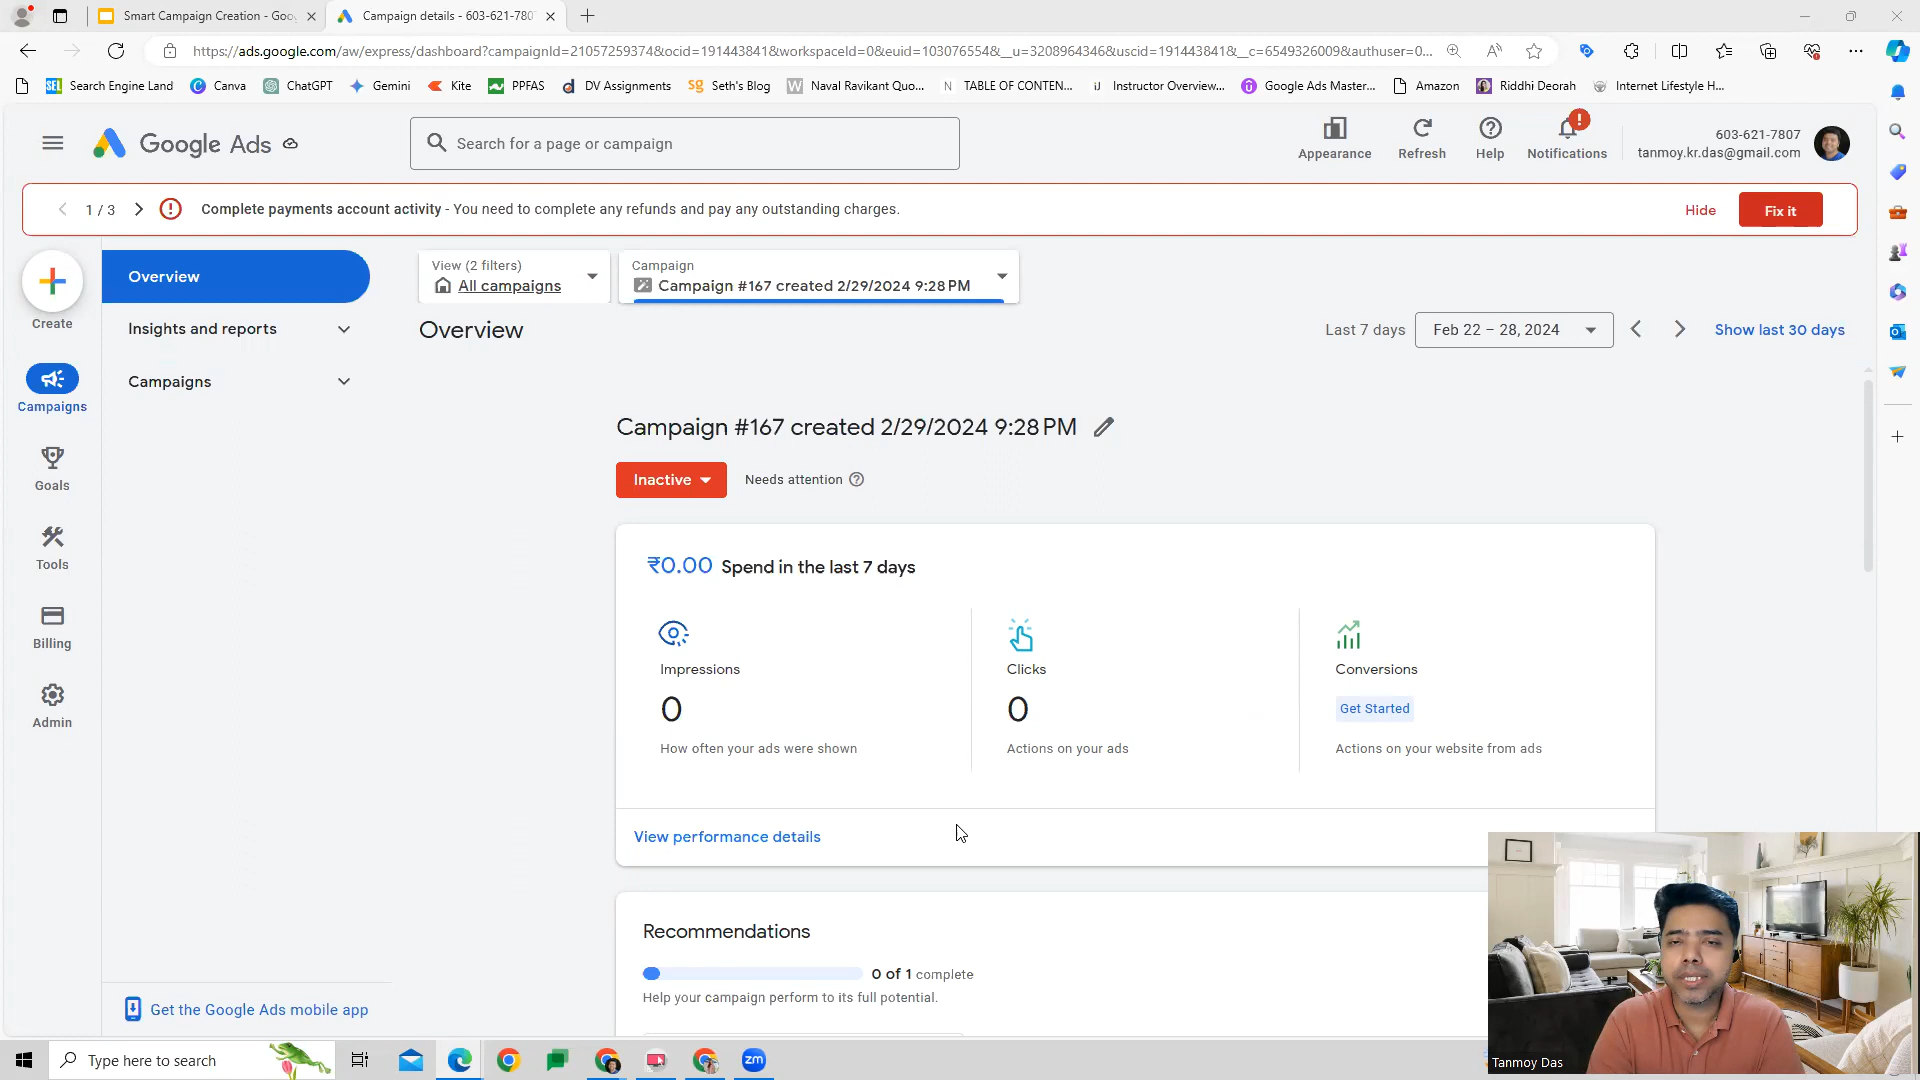 Smart Campaign Creation - Goo
Campaign details - 603-621-780
https://ads.google.com/aw/express/dashboard?campaignId=21057259374&ocid=191443841&workspaceId=0&euid=103076554&__u=3208964346&uscid=191443841&__c=6549326009&authuser=0...
Search Engine Land
Canva
ChatGPT
Gemini
Kite
PPFAS
DV Assignments
Seth's Blog
Naval Ravikant Quo...
TABLE OF CONTEN...
Instructor Overview...
Google Ads Master...
Amazon
Riddhi Deorah
Internet Lifestyle H...
Google Ads
Search for a page or campaign
Appearance
Refresh
Help
Notifications
603-621-7807
tanmoy.kr.das@gmail.com
1 / 3
Complete payments account activity - You need to complete any refunds and pay any outstanding charges.
Hide
Fix it
Create
Campaigns
Goals
Tools
Billing
Admin
Overview
Insights and reports
Campaigns
View (2 filters)
All campaigns
Campaign
Campaign #167 created 2/29/2024 9:28 PM
Overview
Last 7 days
Feb 22 – 28, 2024
Show last 30 days
Campaign #167 created 2/29/2024 9:28 PM
Inactive
Needs attention
₹0.00 Spend in the last 7 days
Impressions
0
How often your ads were shown
Clicks
0
Actions on your ads
Conversions
Get Started
Actions on your website from ads
View performance details
Recommendations
0 of 1 complete
Help your campaign perform to its full potential.
Get the Google Ads mobile app
Tanmoy Das
Type here to search
zm